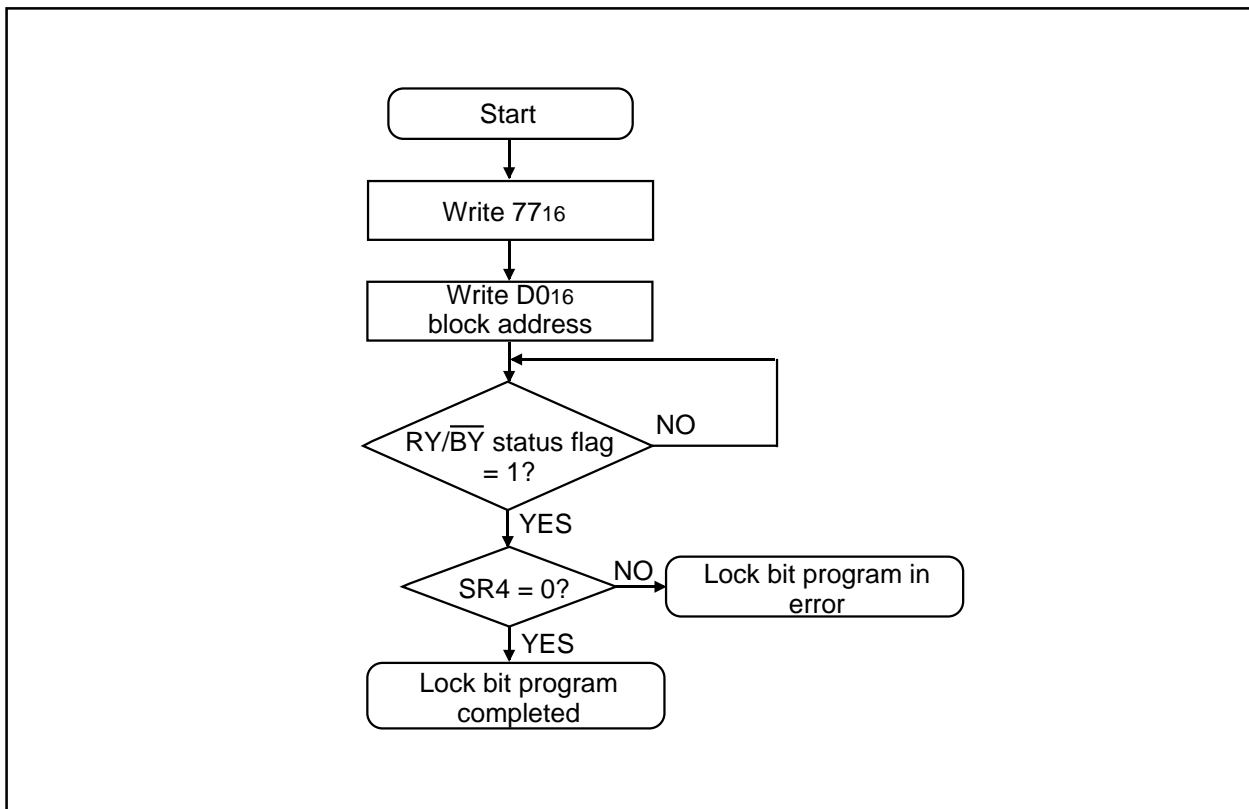 Start
Write 7716
Write D016
block address
RY/BY status flag
= 1?
NO
YES
SR4 = 0?
NO
Lock bit program in
error
YES
Lock bit program
completed